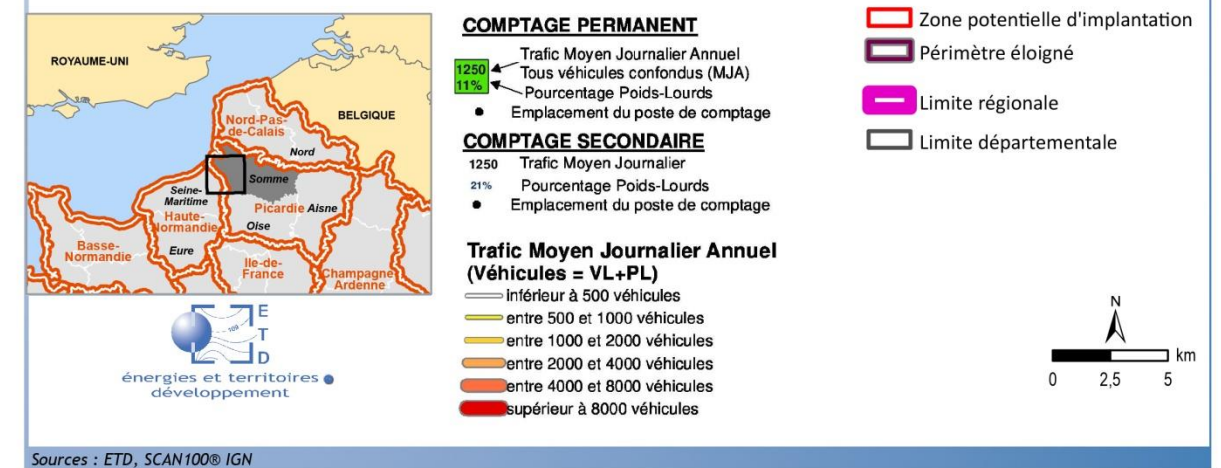 ROYAUME-UNI
BELGIQUE
Nord-Pas-
de-Calais
Nord
Somme
Seine-
Maritime
Haute-
Normandie
Picardie
Aisne
Oise
Eure
Basse-
Normandie
Ile-de-
France
Champagne
Ardenne
E
T
D
énergies et territoires
développement
COMPTAGE PERMANENT
1250
11%
Trafic Moyen Journalier Annuel
Tous véhicules confondus (MJA)
Pourcentage Poids-Lourds
Emplacement du poste de comptage
COMPTAGE SECONDAIRE
1250 Trafic Moyen Journalier
21% Pourcentage Poids-Lourds
Emplacement du poste de comptage
Trafic Moyen Journalier Annuel
(Véhicules = VL+PL)
inférieur à 500 véhicules
entre 500 et 1000 véhicules
entre 1000 et 2000 véhicules
entre 2000 et 4000 véhicules
entre 4000 et 8000 véhicules
supérieur à 8000 véhicules
Zone potentielle d'implantation
Périmètre éloigné
Limite régionale
Limite départementale
N
km
0 2,5 5
Sources : ETD, SCAN100® IGN